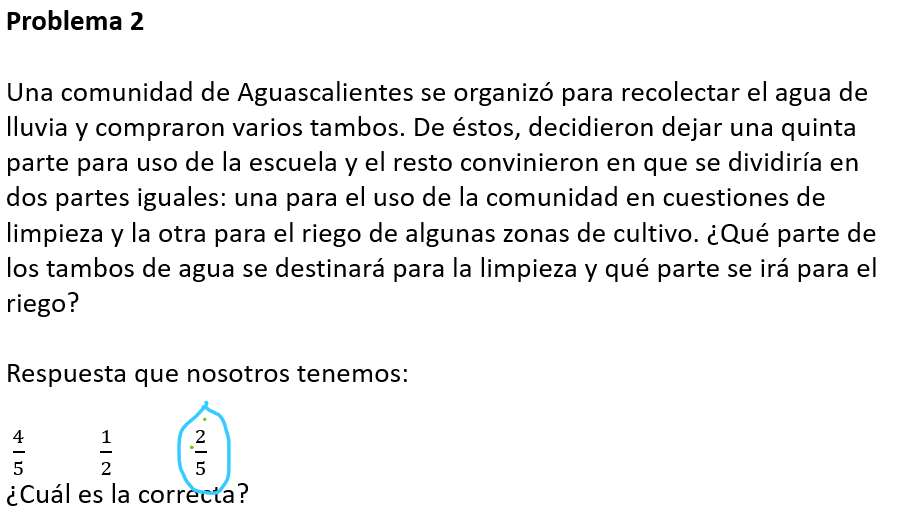 Problema 2
Una comunidad de Aguascalientes se organizó para recolectar el agua de
lluvia y compraron varios tambos. De éstos, decidieron dejar una quinta
parte para uso de la escuela y el resto convinieron en que se dividiría en
dos partes iguales: una para el uso de la comunidad en cuestiones de
limpieza y la otra para el riego de algunas zonas de cultivo. ¿Qué parte de
los tambos de agua se destinará para la limpieza y qué parte se irá para el
riego?
Respuesta que nosotros tenemos:
4/5 1/2 2/5
¿Cuál es la correcta?